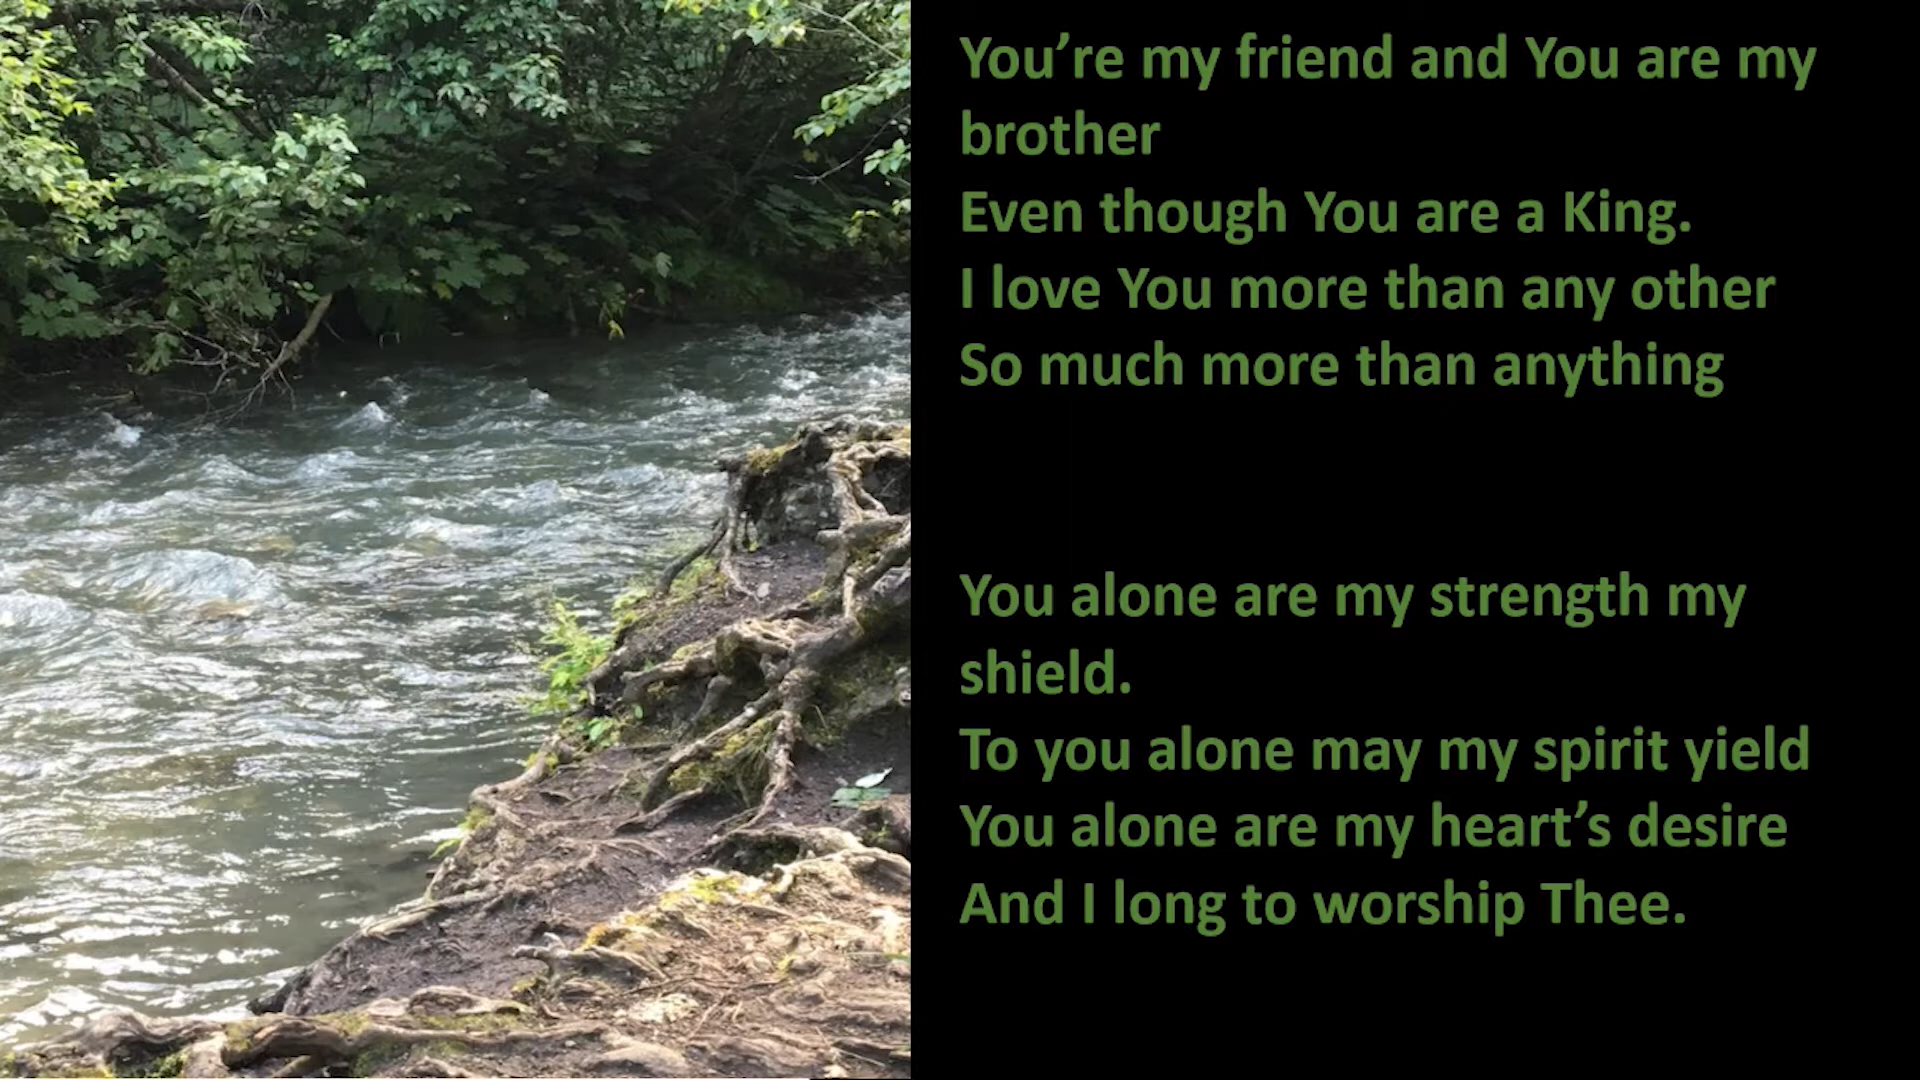 You’re my friend and You are my
brother
Even though You are a King.
I love You more than any other
So much more than anything
You alone are my strength my
shield.
To you alone may my spirit yield
You alone are my heart’s desire
And I long to worship Thee.